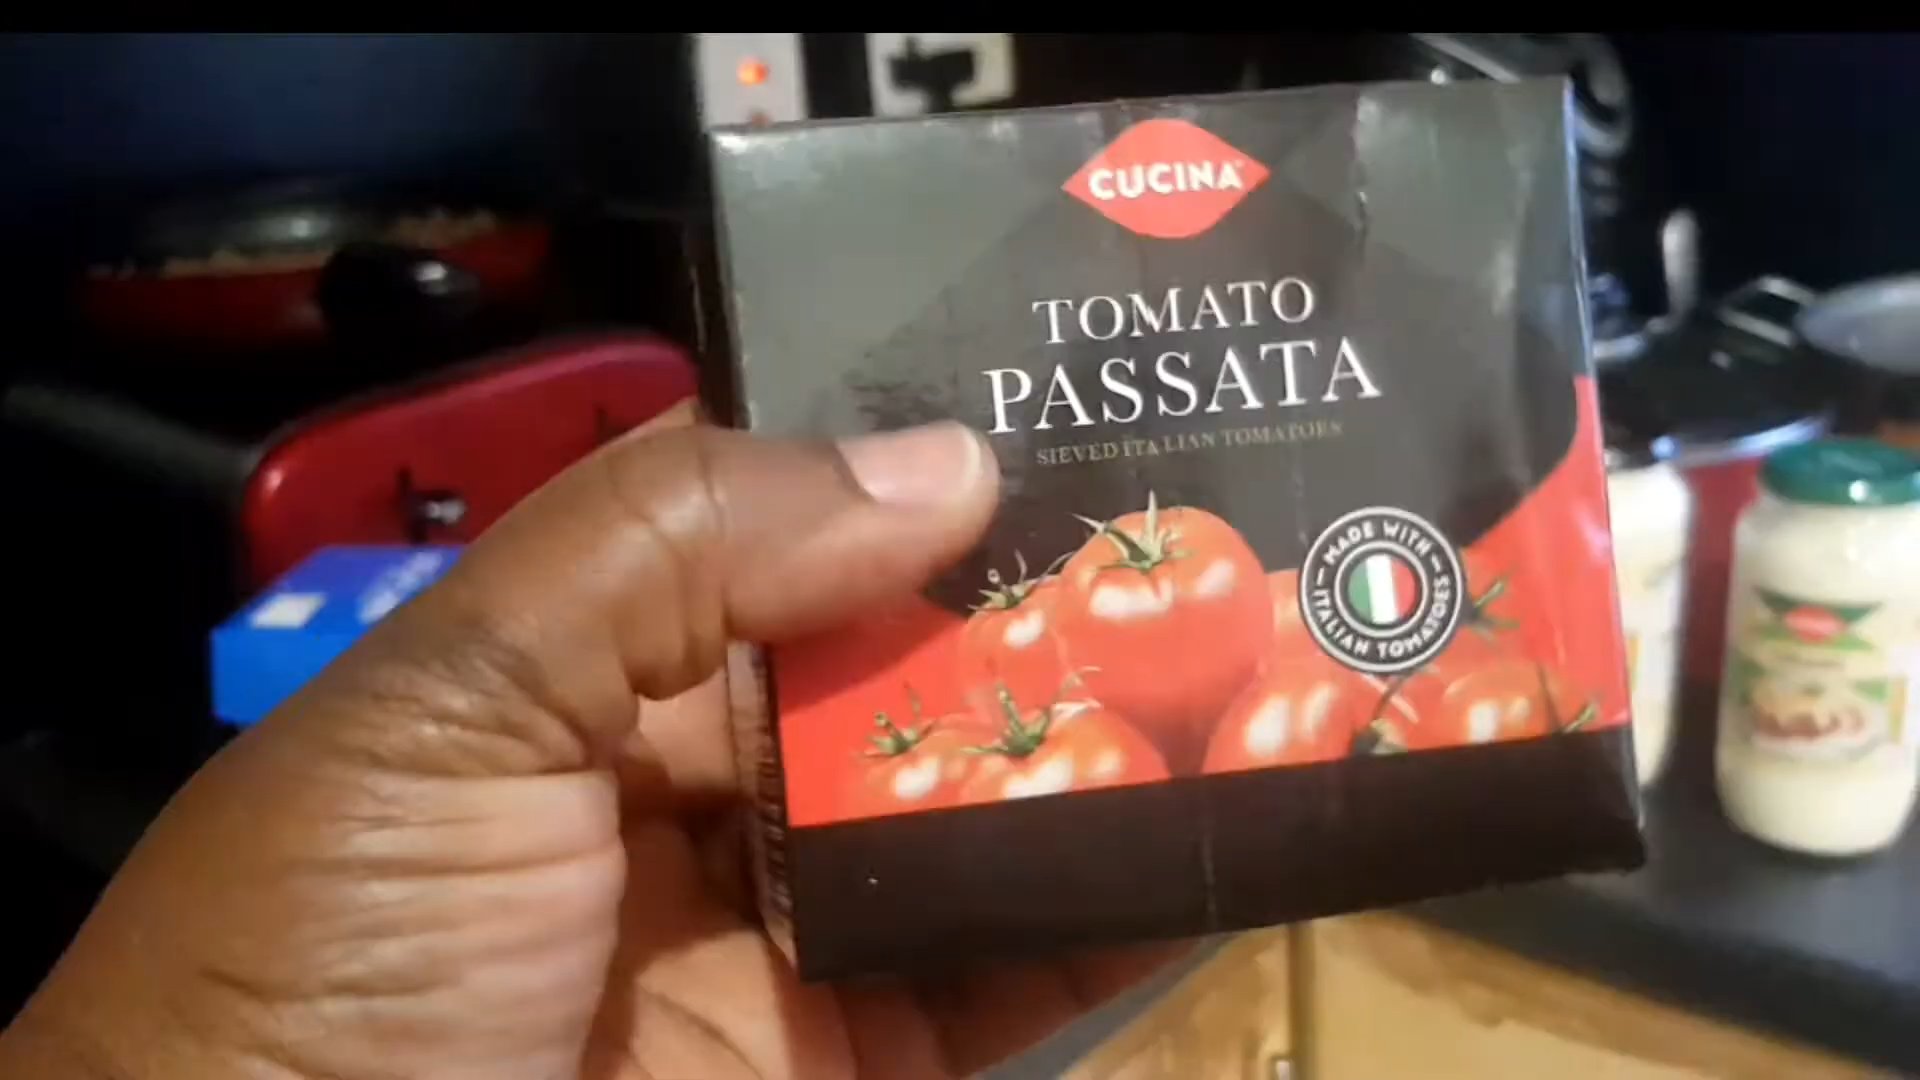 CUCINA
TOMATO
PASSATA
SIEVED ITALIAN TOMATOES
MADE WITH
ITALIAN TOMATOES